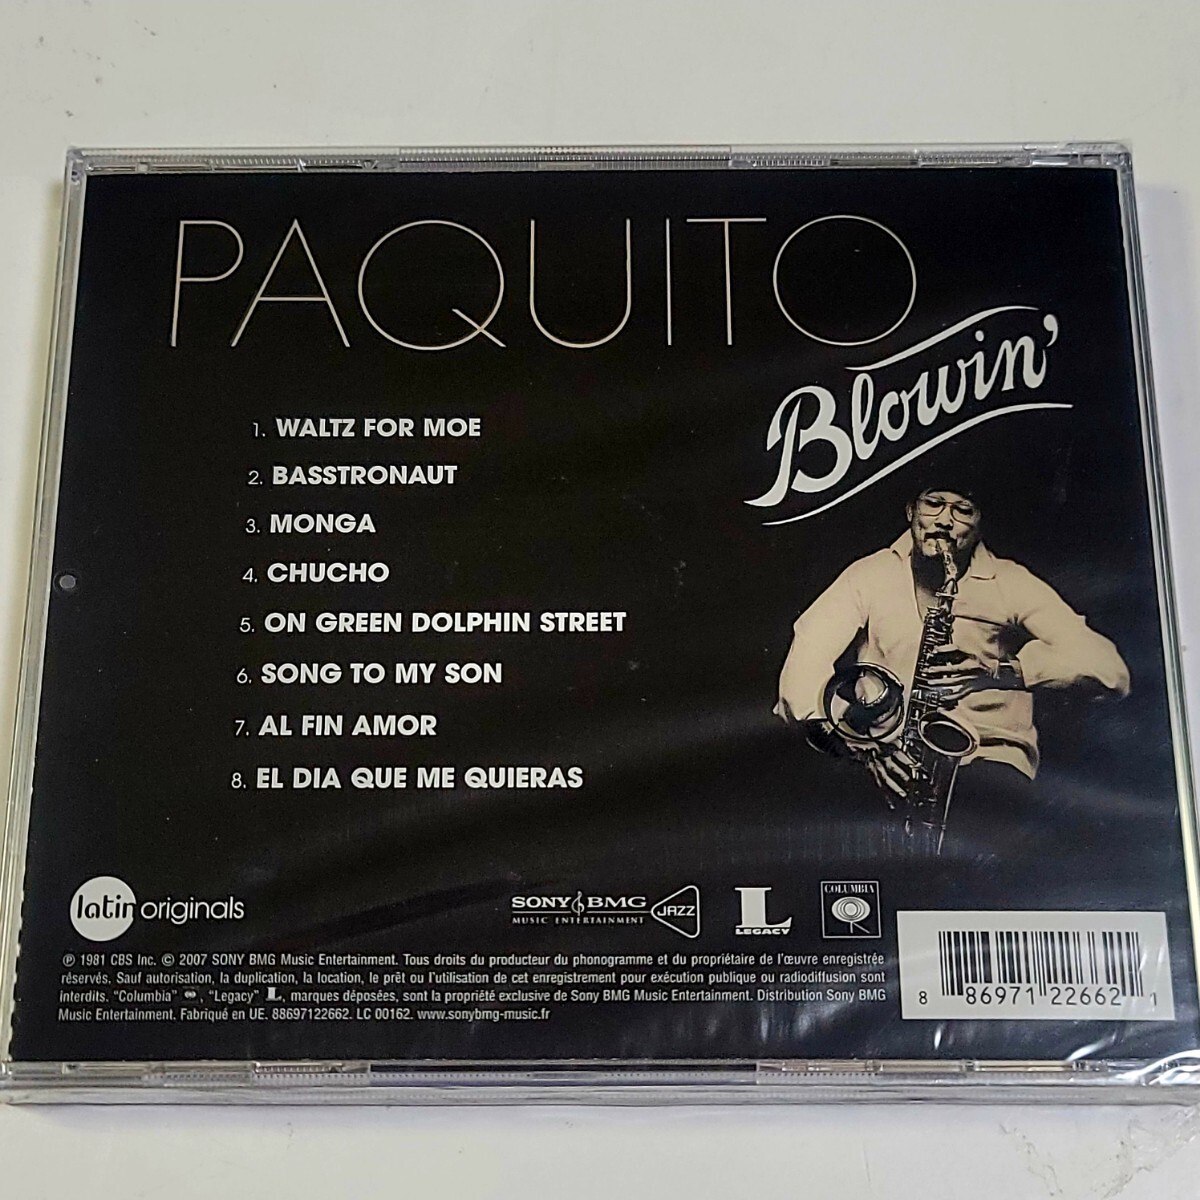 PAQUITO
Blowin'
1. WALTZ FOR MOE
2. BASSTRONAUT
3. MONGA
4. CHUCHO
5. ON GREEN DOLPHIN STREET
6. SONG TO MY SON
7. AL FIN AMOR
8. EL DIA QUE ME QUIERAS
latin originals
SONY BMG
MUSIC ENTERTAINMENT
JAZZ
L
LEGACY
COLUMBIA
℗ 1981 CBS Inc. © 2007 SONY BMG Music Entertainment. Tous droits du producteur du phonogramme et du propriétaire de l'œuvre enregistrée
réservés. Sauf autorisation, la duplication, la location, le prêt ou l'utilisation de cet enregistrement pour exécution publique ou radiodiffusion sont
interdits. "Columbia" , "Legacy" L, marques déposées, sont la propriété exclusive de Sony BMG Music Entertainment. Distribution Sony BMG
Music Entertainment. Fabriqué en UE. 88697122662. LC 00162. www.sonybmg-music.fr
8 86971 22662 1